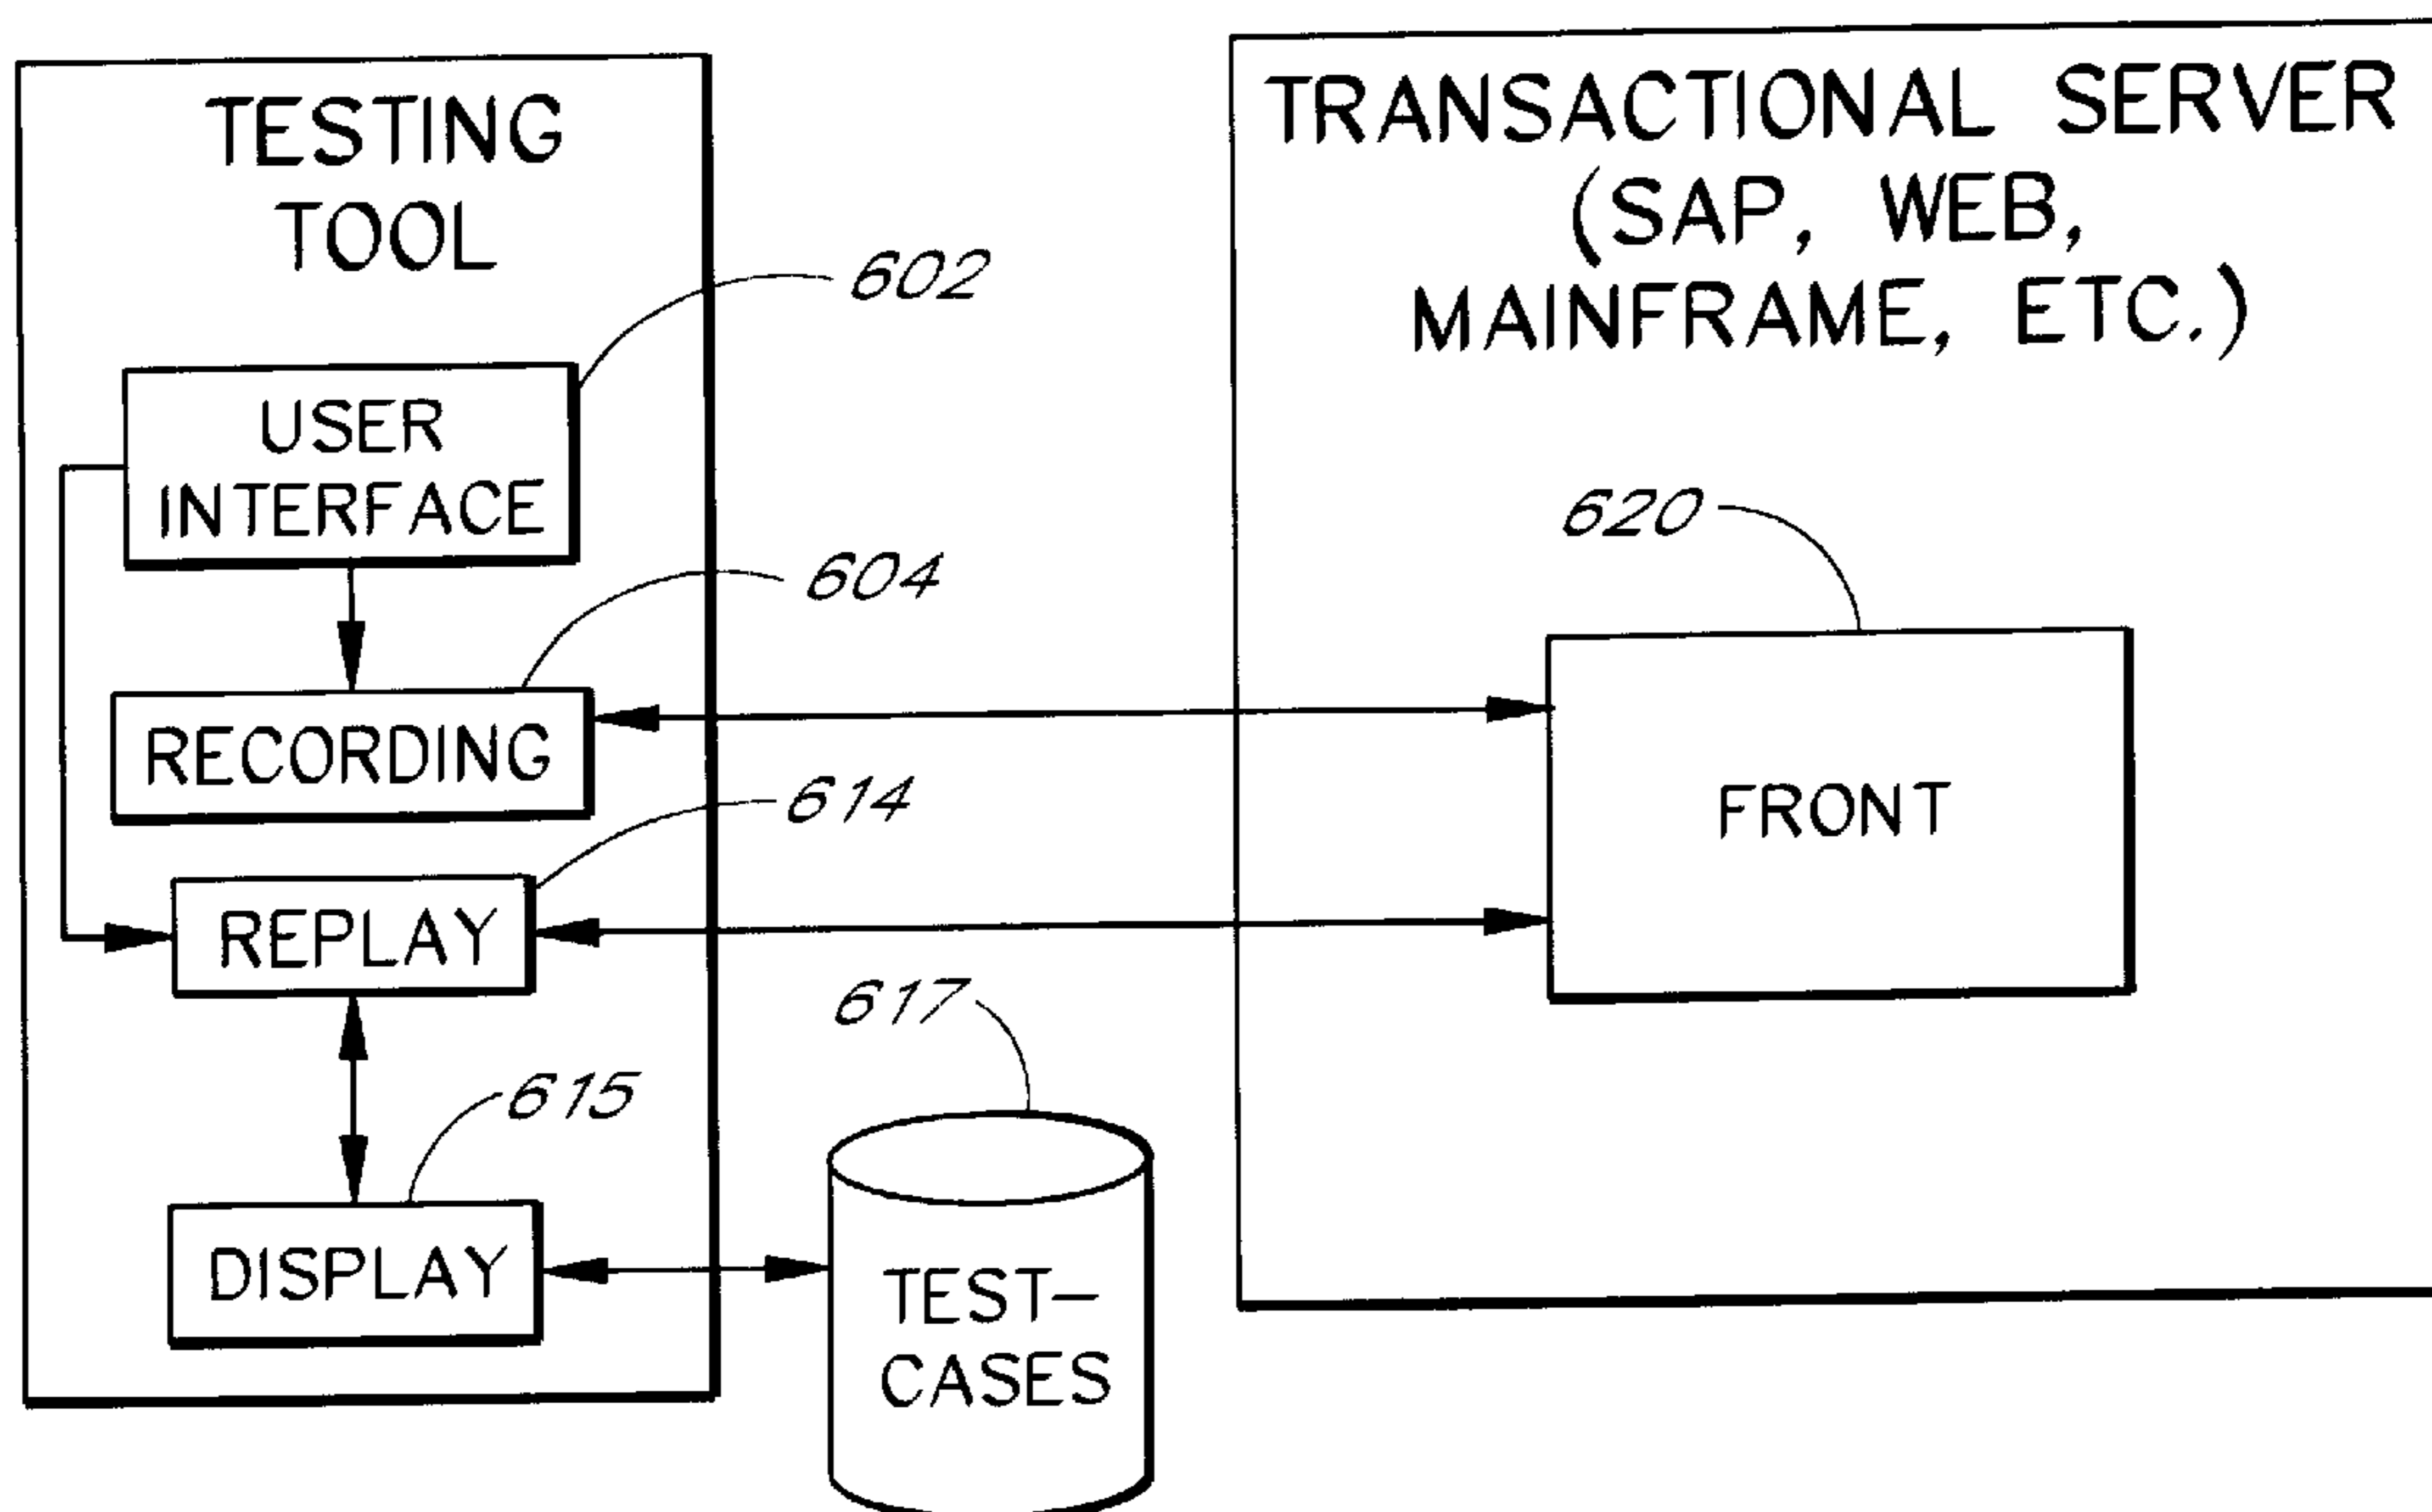 TESTING
TOOL
602
USER
INTERFACE
604
RECORDING
614
REPLAY
615
DISPLAY
617
TEST-
CASES
TRANSACTIONAL SERVER
(SAP, WEB,
MAINFRAME, ETC.)
620
FRONT